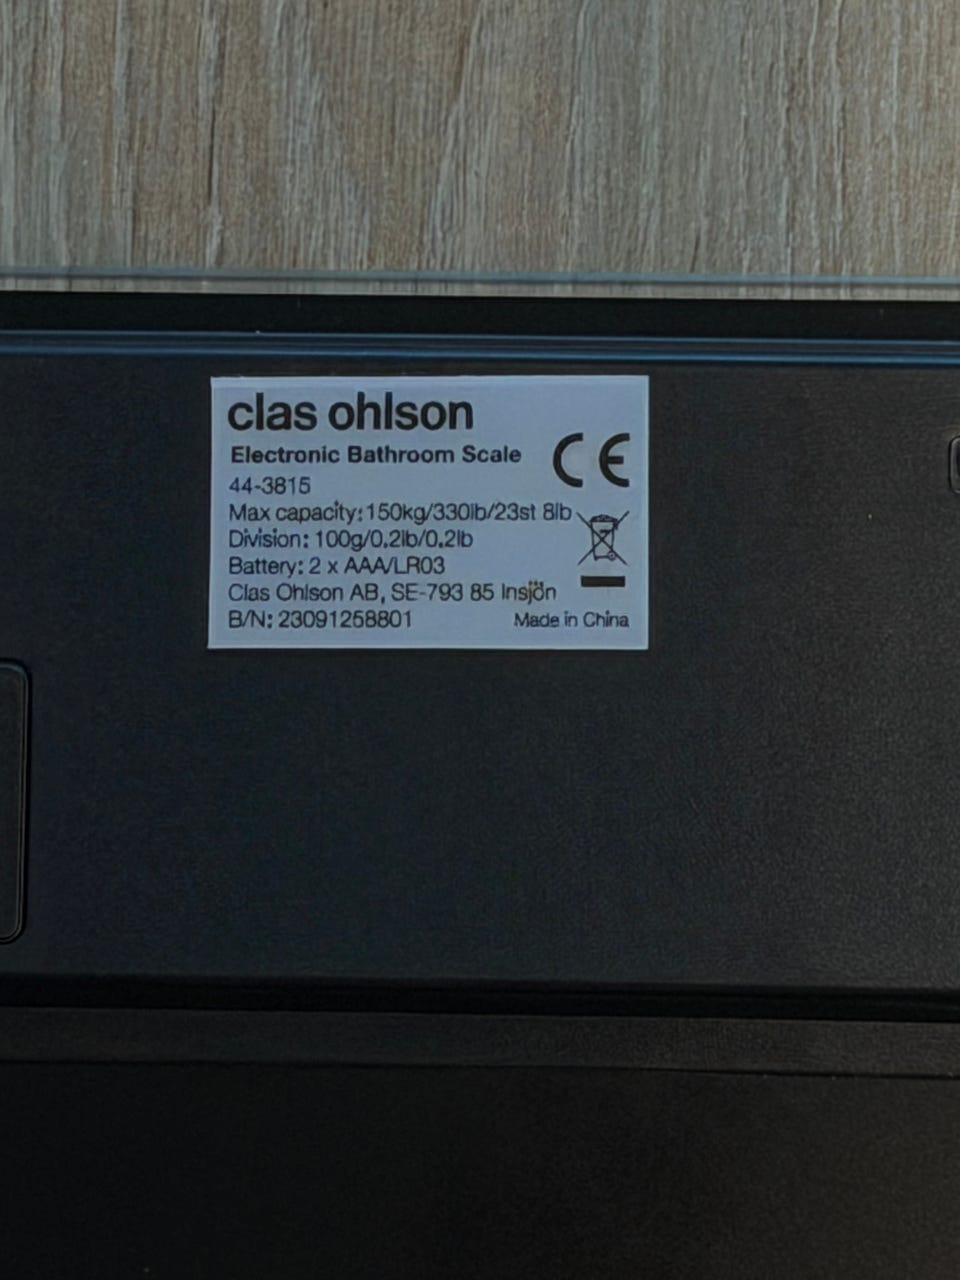 clas ohlson
Electronic Bathroom Scale
44-3815
Max capacity: 150kg/330lb/23st 8lb
Division: 100g/0.2lb/0.2lb
Battery: 2 x AAA/LR03
Clas Ohlson AB, SE-793 85 Insjön
B/N: 23091258801 Made in China
CE